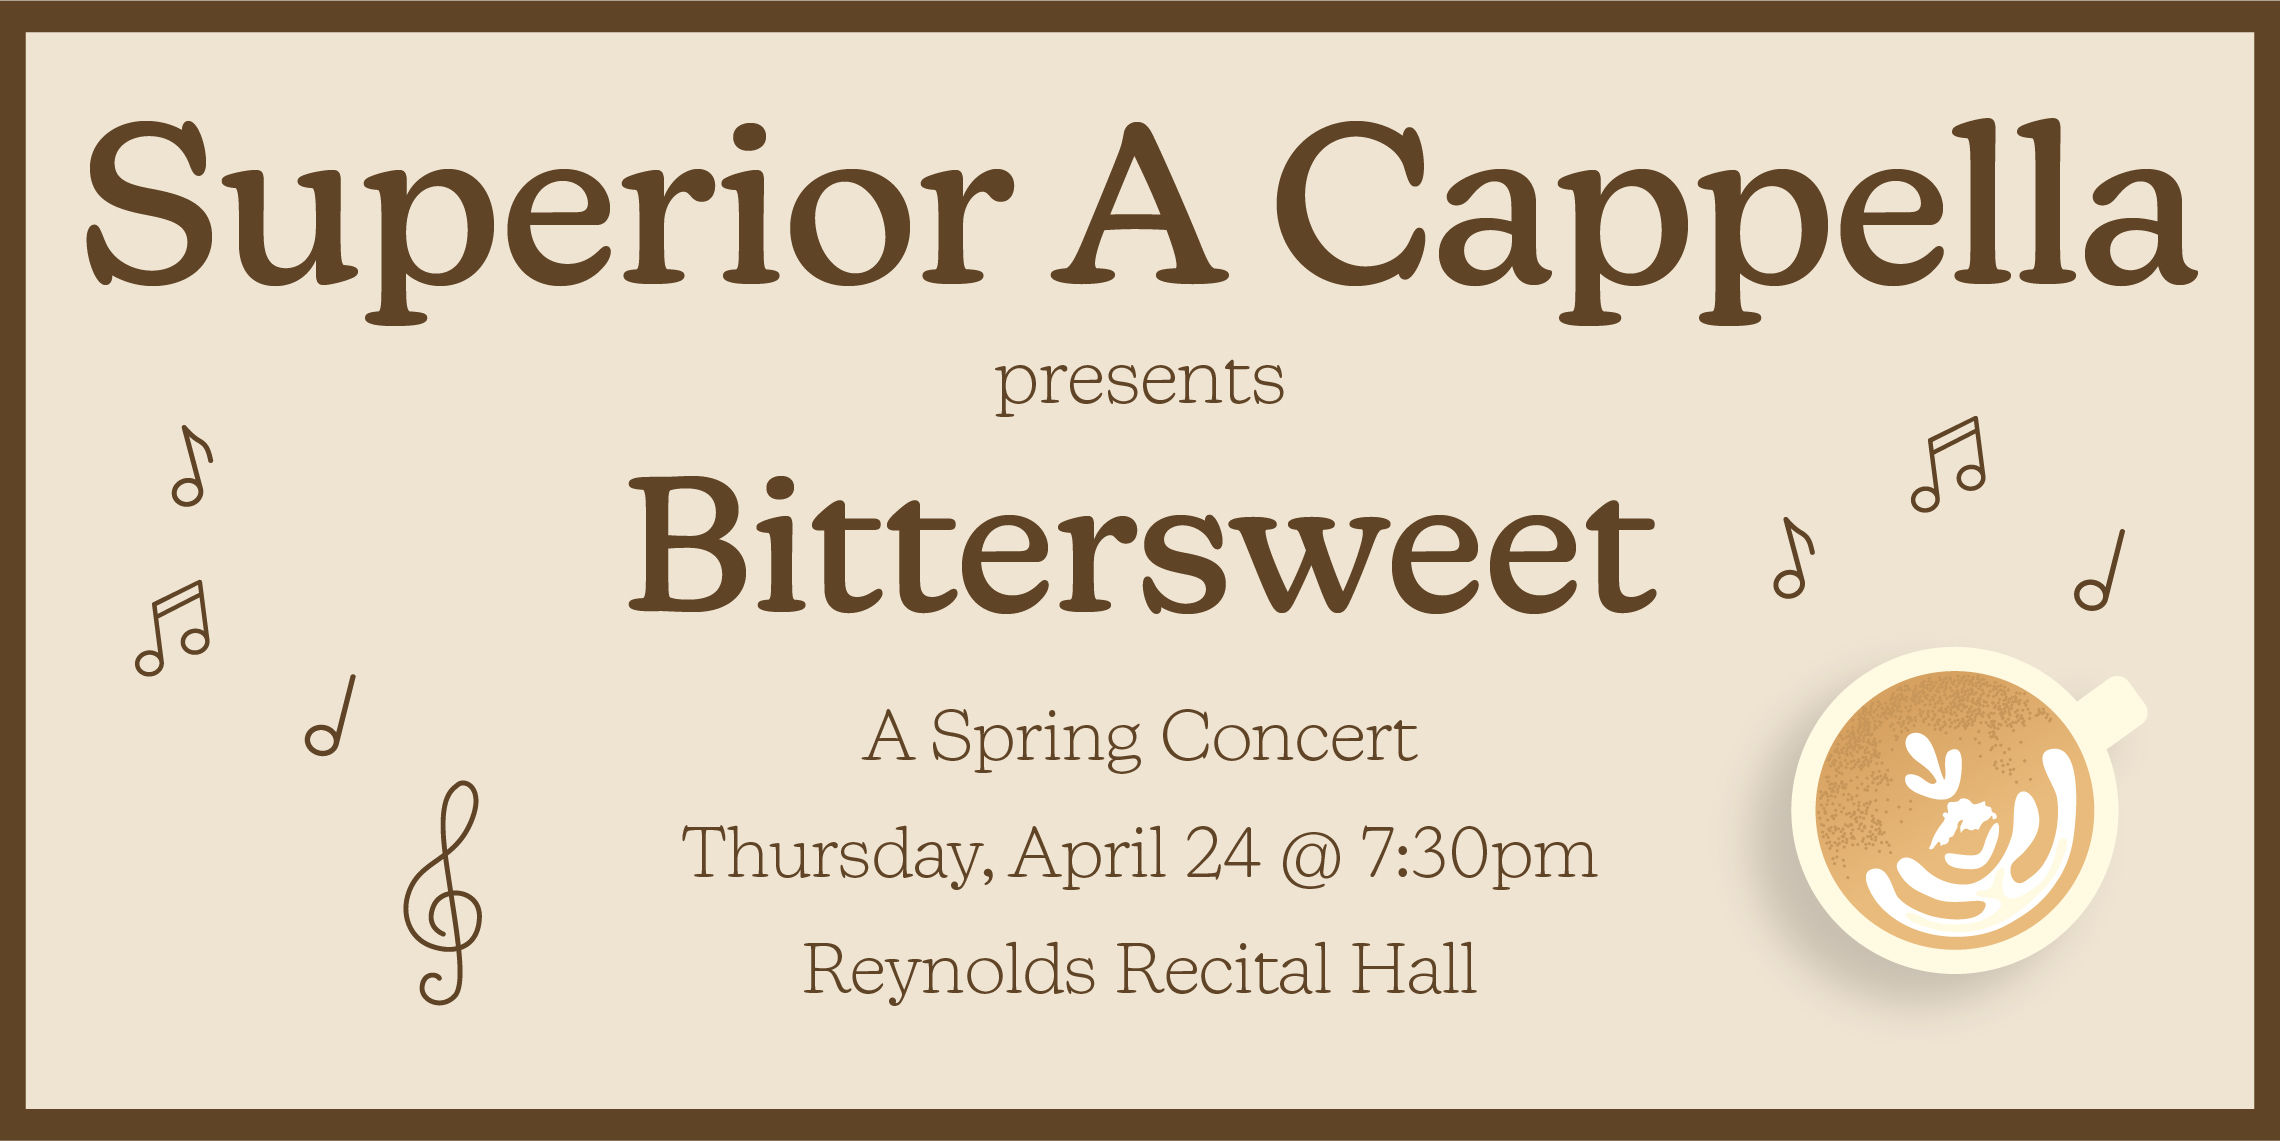 Superior A Cappella
presents
Bittersweet
A Spring Concert
Thursday, April 24 @ 7:30pm
Reynolds Recital Hall